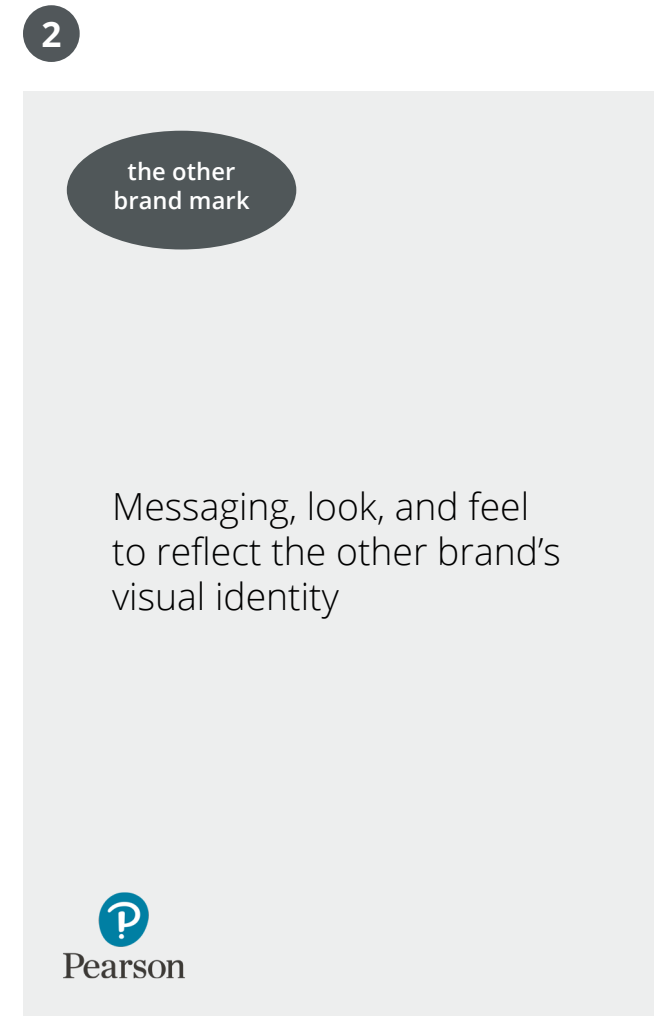 2
the other
brand mark
Messaging, look, and feel
to reflect the other brand’s
visual identity
P
Pearson